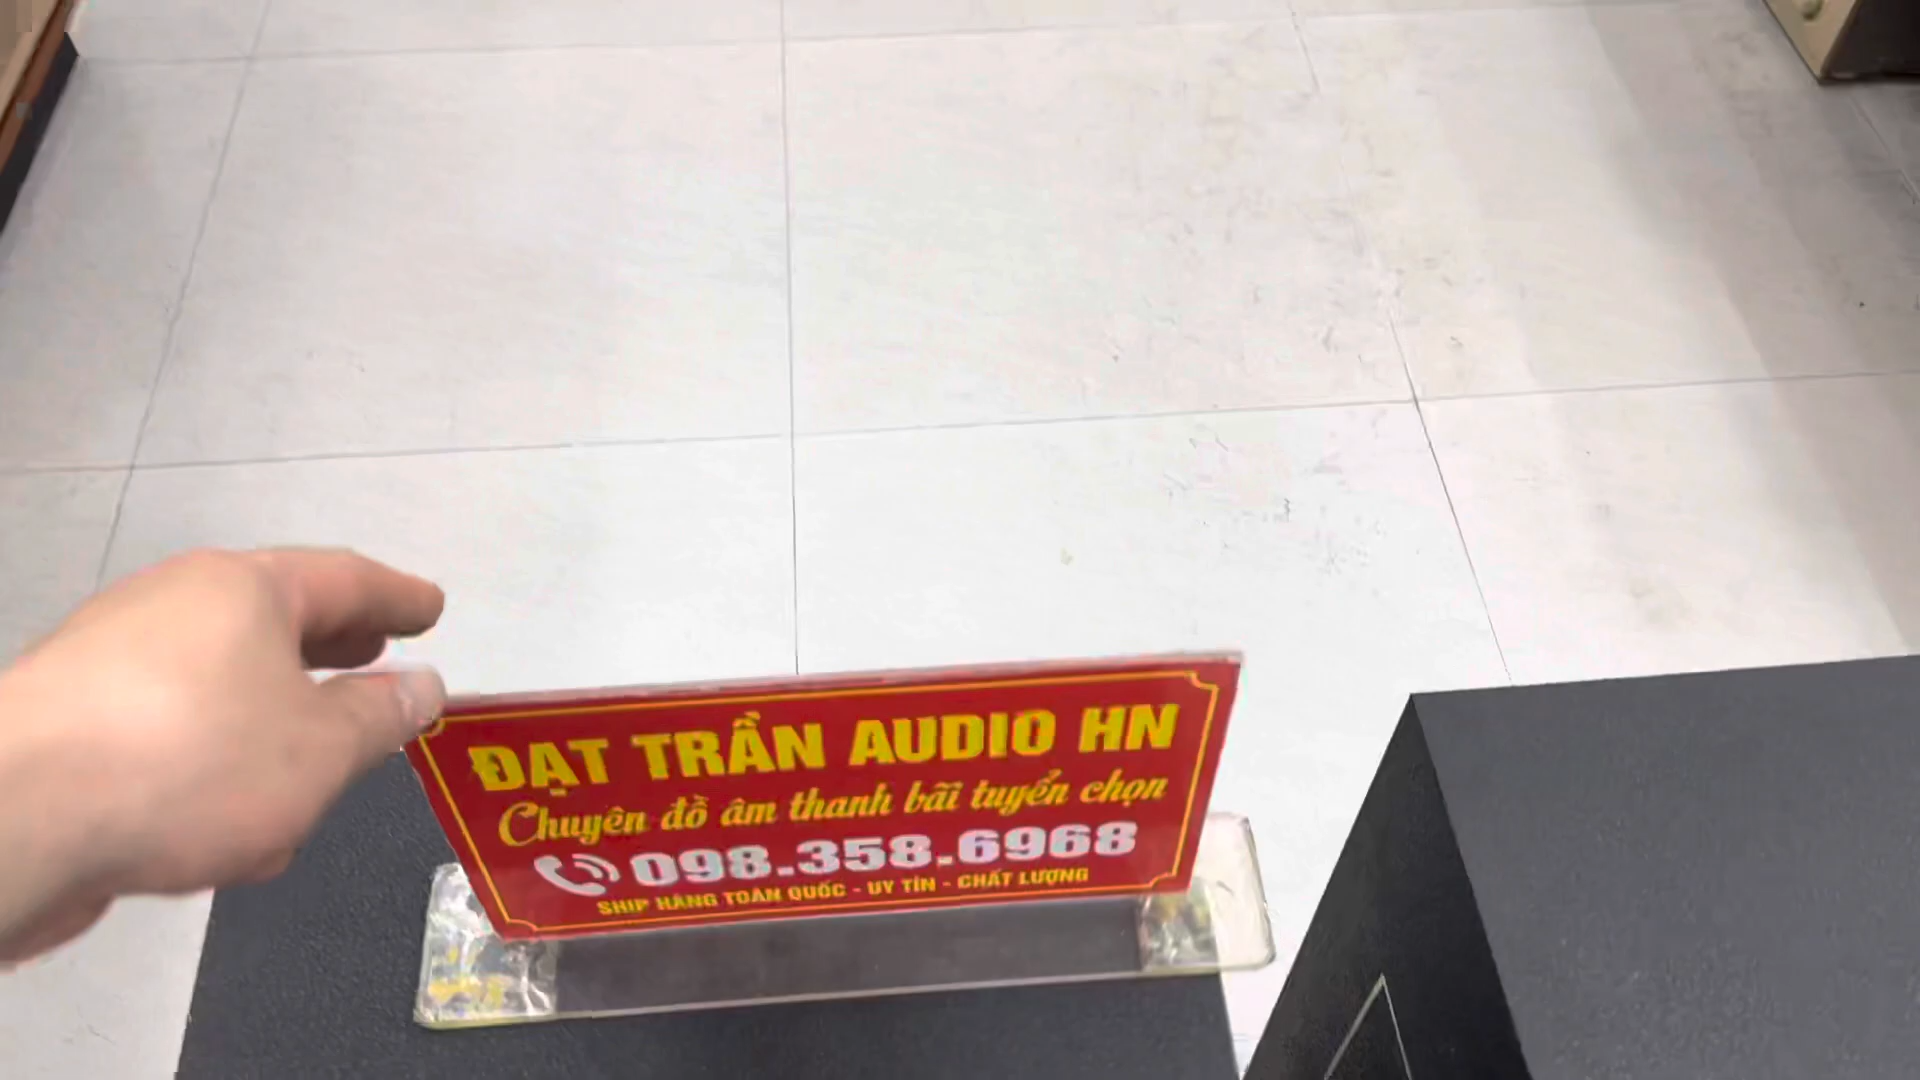 ĐẠT TRẦN AUDIO HN
Chuyên đồ âm thanh bãi tuyển chọn
098.358.6968
SHIP HÀNG TOÀN QUỐC - UY TÍN - CHẤT LƯỢNG